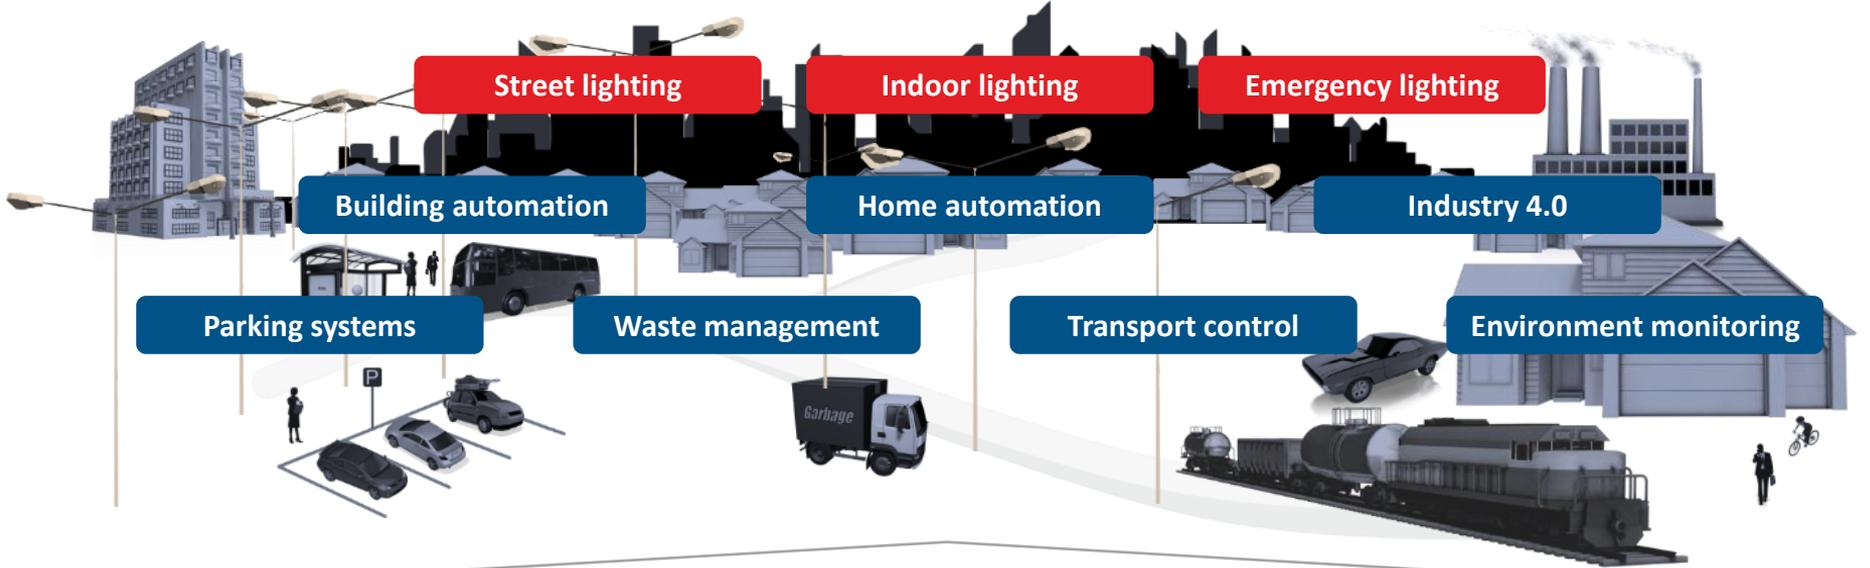 Street lighting
Indoor lighting
Emergency lighting
Building automation
Home automation
Industry 4.0
Parking systems
Waste management
Transport control
Environment monitoring
P
Garbage